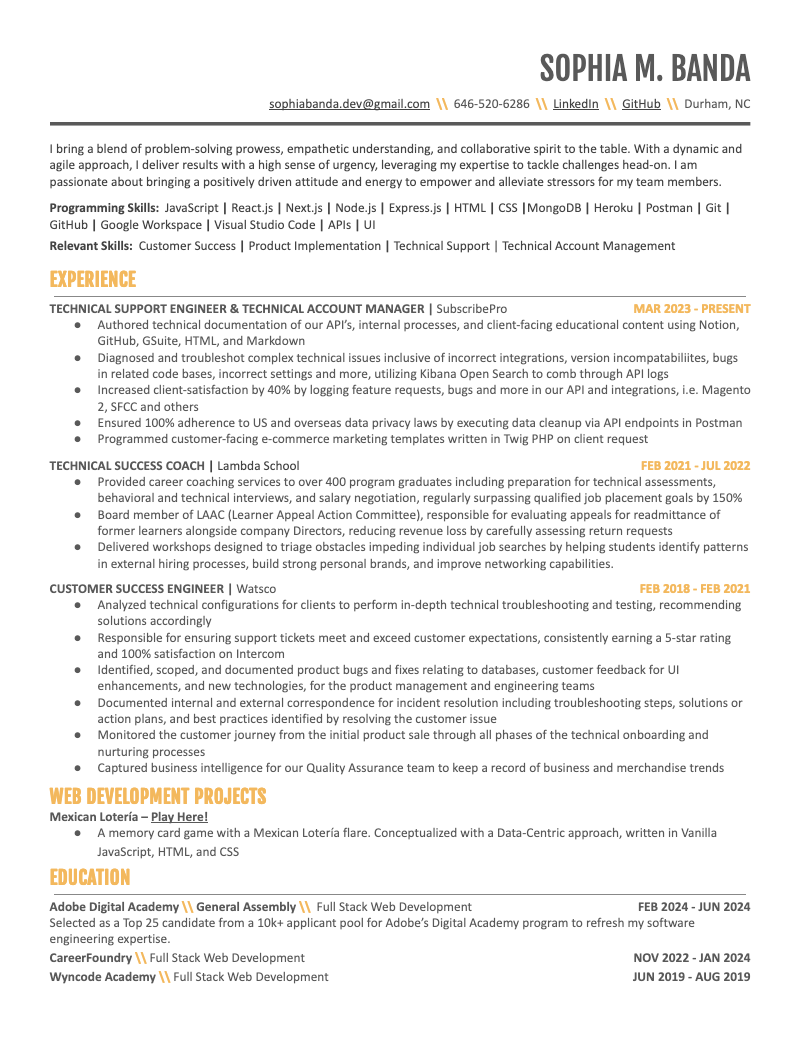 SOPHIA M. BANDA
sophiabanda.dev@gmail.com \\ 646-520-6286 \\ LinkedIn \\ GitHub \\ Durham, NC
I bring a blend of problem-solving prowess, empathetic understanding, and collaborative spirit to the table. With a dynamic and
agile approach, I deliver results with a high sense of urgency, leveraging my expertise to tackle challenges head-on. I am
passionate about bringing a positively driven attitude and energy to empower and alleviate stressors for my team members.
Programming Skills: JavaScript | React.js | Next.js | Node.js | Express.js | HTML | CSS |MongoDB | Heroku | Postman | Git |
GitHub | Google Workspace | Visual Studio Code | APIs | UI
Relevant Skills: Customer Success | Product Implementation | Technical Support | Technical Account Management
EXPERIENCE
TECHNICAL SUPPORT ENGINEER & TECHNICAL ACCOUNT MANAGER | SubscribePro MAR 2023 - PRESENT
● Authored technical documentation of our API's, internal processes, and client-facing educational content using Notion,
GitHub, GSuite, HTML, and Markdown
● Diagnosed and troubleshot complex technical issues inclusive of incorrect integrations, version incompatabiliites, bugs
in related code bases, incorrect settings and more, utilizing Kibana Open Search to comb through API logs
● Increased client-satisfaction by 40% by logging feature requests, bugs and more in our API and integrations, i.e. Magento
2, SFCC and others
● Ensured 100% adherence to US and overseas data privacy laws by executing data cleanup via API endpoints in Postman
● Programmed customer-facing e-commerce marketing templates written in Twig PHP on client request
TECHNICAL SUCCESS COACH | Lambda School FEB 2021 - JUL 2022
● Provided career coaching services to over 400 program graduates including preparation for technical assessments,
behavioral and technical interviews, and salary negotiation, regularly surpassing qualified job placement goals by 150%
● Board member of LAAC (Learner Appeal Action Committee), responsible for evaluating appeals for readmittance of
former learners alongside company Directors, reducing revenue loss by carefully assessing return requests
● Delivered workshops designed to triage obstacles impeding individual job searches by helping students identify patterns
in external hiring processes, build strong personal brands, and improve networking capabilities.
CUSTOMER SUCCESS ENGINEER | Watsco FEB 2018 - FEB 2021
● Analyzed technical configurations for clients to perform in-depth technical troubleshooting and testing, recommending
solutions accordingly
● Responsible for ensuring support tickets meet and exceed customer expectations, consistently earning a 5-star rating
and 100% satisfaction on Intercom
● Identified, scoped, and documented product bugs and fixes relating to databases, customer feedback for UI
enhancements, and new technologies, for the product management and engineering teams
● Documented internal and external correspondence for incident resolution including troubleshooting steps, solutions or
action plans, and best practices identified by resolving the customer issue
● Monitored the customer journey from the initial product sale through all phases of the technical onboarding and
nurturing processes
● Captured business intelligence for our Quality Assurance team to keep a record of business and merchandise trends
WEB DEVELOPMENT PROJECTS
Mexican Lotería – Play Here!
● A memory card game with a Mexican Lotería flare. Conceptualized with a Data-Centric approach, written in Vanilla
JavaScript, HTML, and CSS
EDUCATION
Adobe Digital Academy \\ General Assembly \\ Full Stack Web Development FEB 2024 - JUN 2024
Selected as a Top 25 candidate from a 10k+ applicant pool for Adobe's Digital Academy program to refresh my software
engineering expertise.
CareerFoundry \\ Full Stack Web Development NOV 2022 - JAN 2024
Wyncode Academy \\ Full Stack Web Development JUN 2019 - AUG 2019